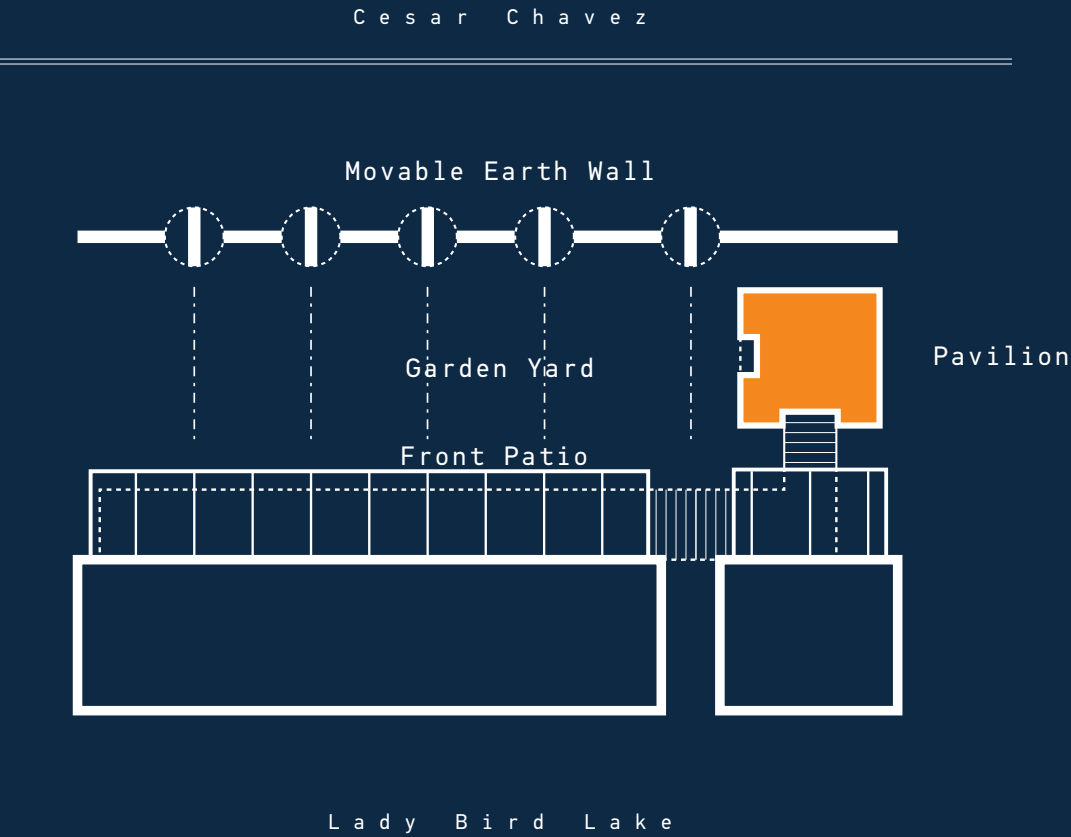 Cesar Chavez
Movable Earth Wall
Pavilion
Garden Yard
Front Patio
Lady Bird Lake